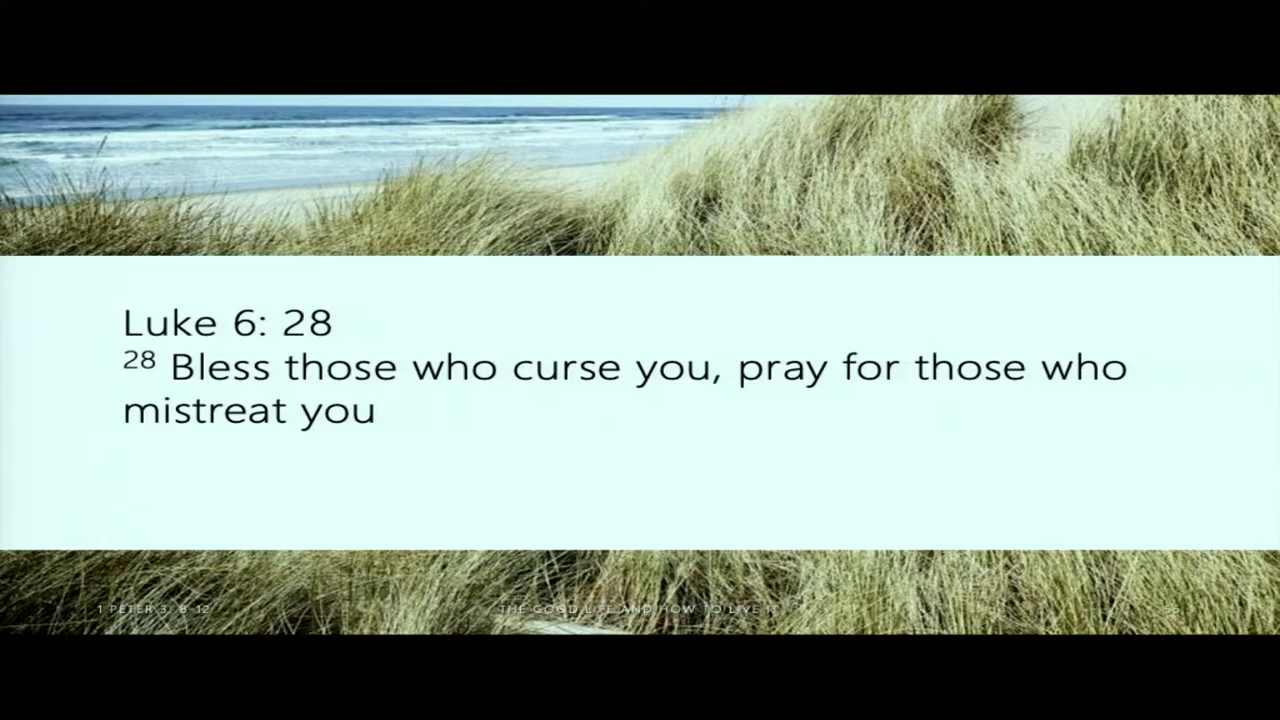 Luke 6: 28
28 Bless those who curse you, pray for those who
mistreat you
1 PETER 3: 8-12
THE GOOD LIFE AND HOW TO LIVE IT